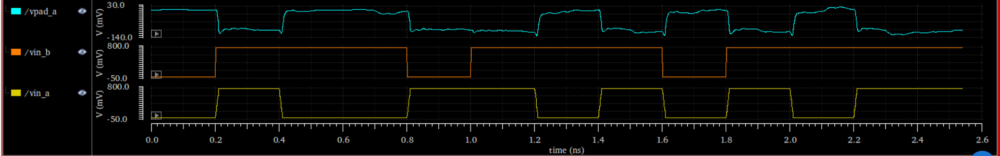 /vpad_a
V (mV)
30.0
-140.0
/vin_b
V (mV)
800.0
-50.0
/vin_a
V (mV)
800.0
-50.0
0.0 0.2 0.4 0.6 0.8 1.0 1.2 1.4 1.6 1.8 2.0 2.2 2.4 2.6
time (ns)